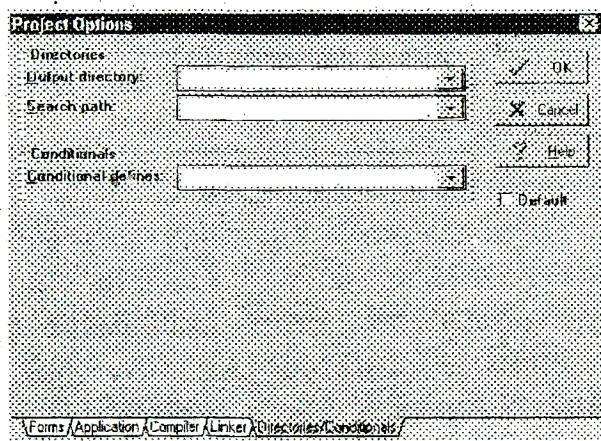 Project Options
Directories
Output directory:
Search path:
Conditionals
Conditional defines:
OK
Cancel
Help
Default
Forms Application Compiler Linker Directories/Conditionals